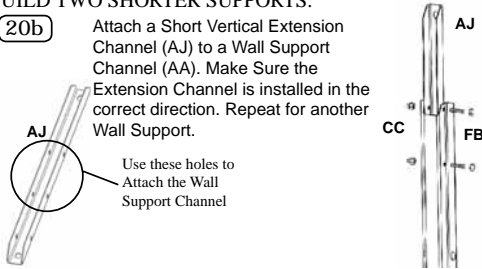 UILD TWO SHORTER SUPPORTS.
20b
Attach a Short Vertical Extension
Channel (AJ) to a Wall Support
Channel (AA). Make Sure the
Extension Channel is installed in the
correct direction. Repeat for another
Wall Support.
AJ
Use these holes to
Attach the Wall
Support Channel
AJ
CC
FB